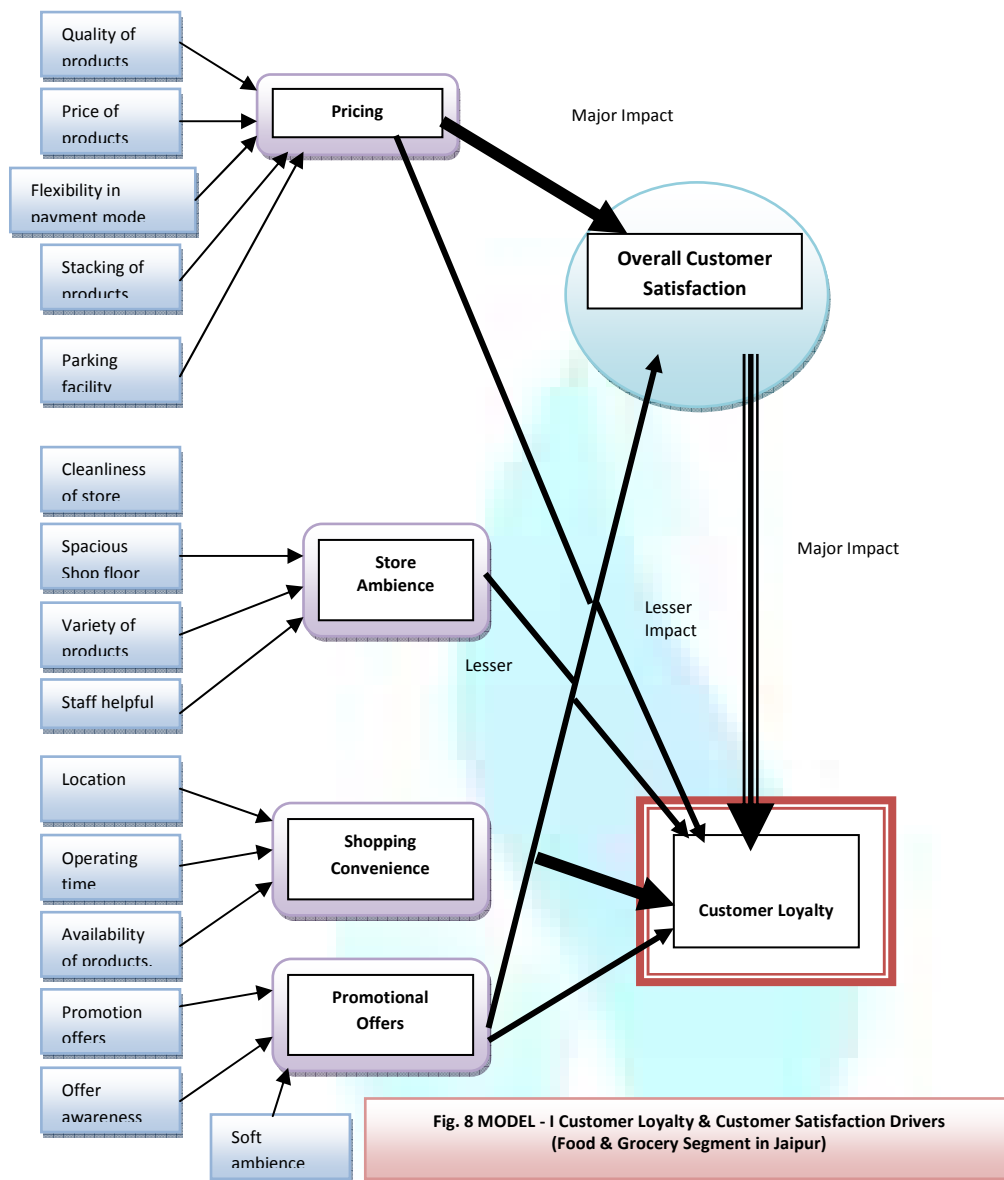 Quality of
products
Price of
products
Flexibility in
payment mode
Stacking of
products
Parking
facility
Pricing
Major Impact
Overall Customer
Satisfaction
Cleanliness
of store
Spacious
Shop floor
Variety of
products
Staff helpful
Store
Ambience
Lesser
Lesser
Impact
Major Impact
Location
Operating
time
Availability
of products.
Shopping
Convenience
Customer Loyalty
Promotion
offers
Offer
awareness
Soft
ambience
Promotional
Offers
Fig. 8 MODEL - I Customer Loyalty & Customer Satisfaction Drivers
(Food & Grocery Segment in Jaipur)